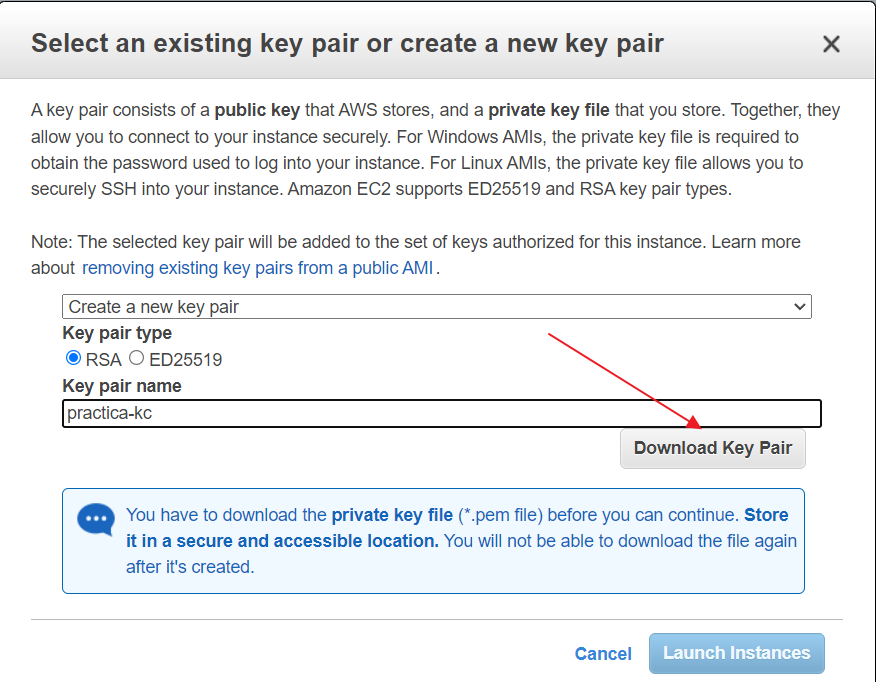 Select an existing key pair or create a new key pair
A key pair consists of a public key that AWS stores, and a private key file that you store. Together, they
allow you to connect to your instance securely. For Windows AMIs, the private key file is required to
obtain the password used to log into your instance. For Linux AMIs, the private key file allows you to
securely SSH into your instance. Amazon EC2 supports ED25519 and RSA key pair types.
Note: The selected key pair will be added to the set of keys authorized for this instance. Learn more
about removing existing key pairs from a public AMI.
Create a new key pair
Key pair type
RSA ED25519
Key pair name
practica-kc
Download Key Pair
You have to download the private key file (*.pem file) before you can continue. Store
it in a secure and accessible location. You will not be able to download the file again
after it's created.
Cancel Launch Instances